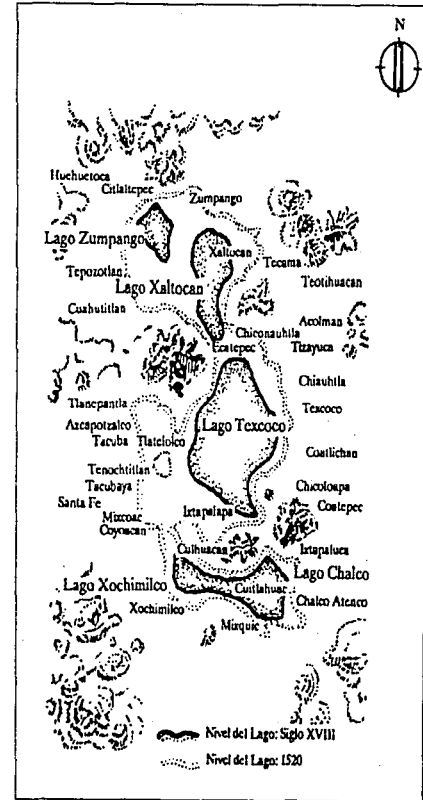 N
Huehuetoca
Citlaltepec
Zumpango
Lago Zumpango
Xaltocan
Tecama
Tepozotlan
Lago Xaltocan
Teotihuacan
Cuahutitlan
Acolman
Chiconauhtla
Ecatepec
Tizayuca
Chiauhtla
Tlanepantla
Texcoco
Azcapotzalco
Lago Texcoco
Tacuba
Tlatelolco
Coatlichan
Tenochtitlan
Tacubaya
Chicoloapa
Santa Fe
Ixtapalapa
Coatepec
Mixcoac
Coyoacan
Culhuacan
Ixtapaluca
Lago Chalco
Lago Xochimilco
Cuitlahuac
Xochimilco
Chalco Atenco
Mixquic
Nivel del Lago: Siglo XVIII
Nivel del Lago: 1520